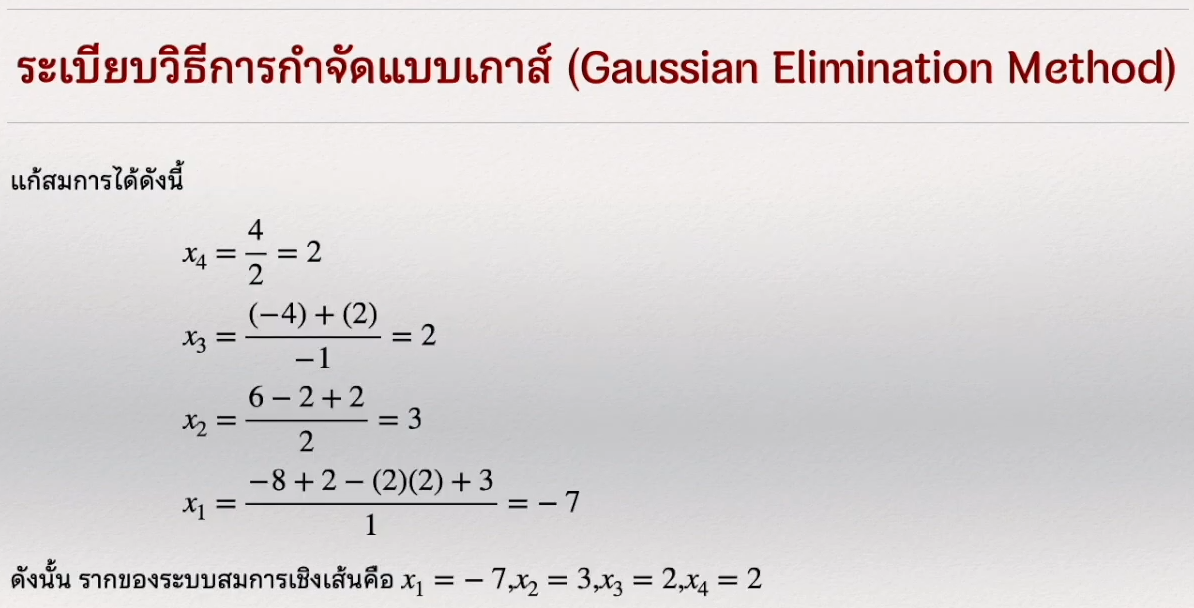 ระเบียบวิธีการกำจัดแบบเกาส์ (Gaussian Elimination Method)
แก้สมการได้ดังนี้
x₄ = 4/2 = 2
x₃ = ((−4) + (2))/(−1) = 2
x₂ = (6 − 2 + 2)/2 = 3
x₁ = (−8 + 2 − (2)(2) + 3)/1 = − 7
ดังนั้น รากของระบบสมการเชิงเส้นคือ x₁ = − 7,x₂ = 3,x₃ = 2,x₄ = 2